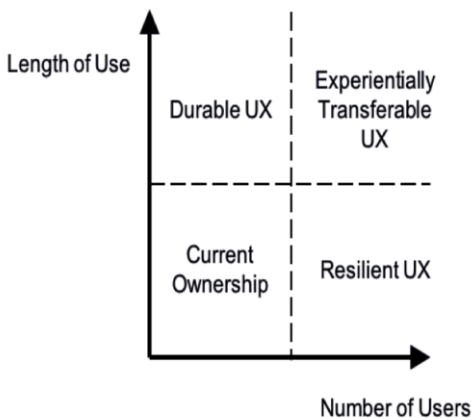 Length of Use
Durable UX
Experientially
Transferable
UX
Current
Ownership
Resilient UX
Number of Users